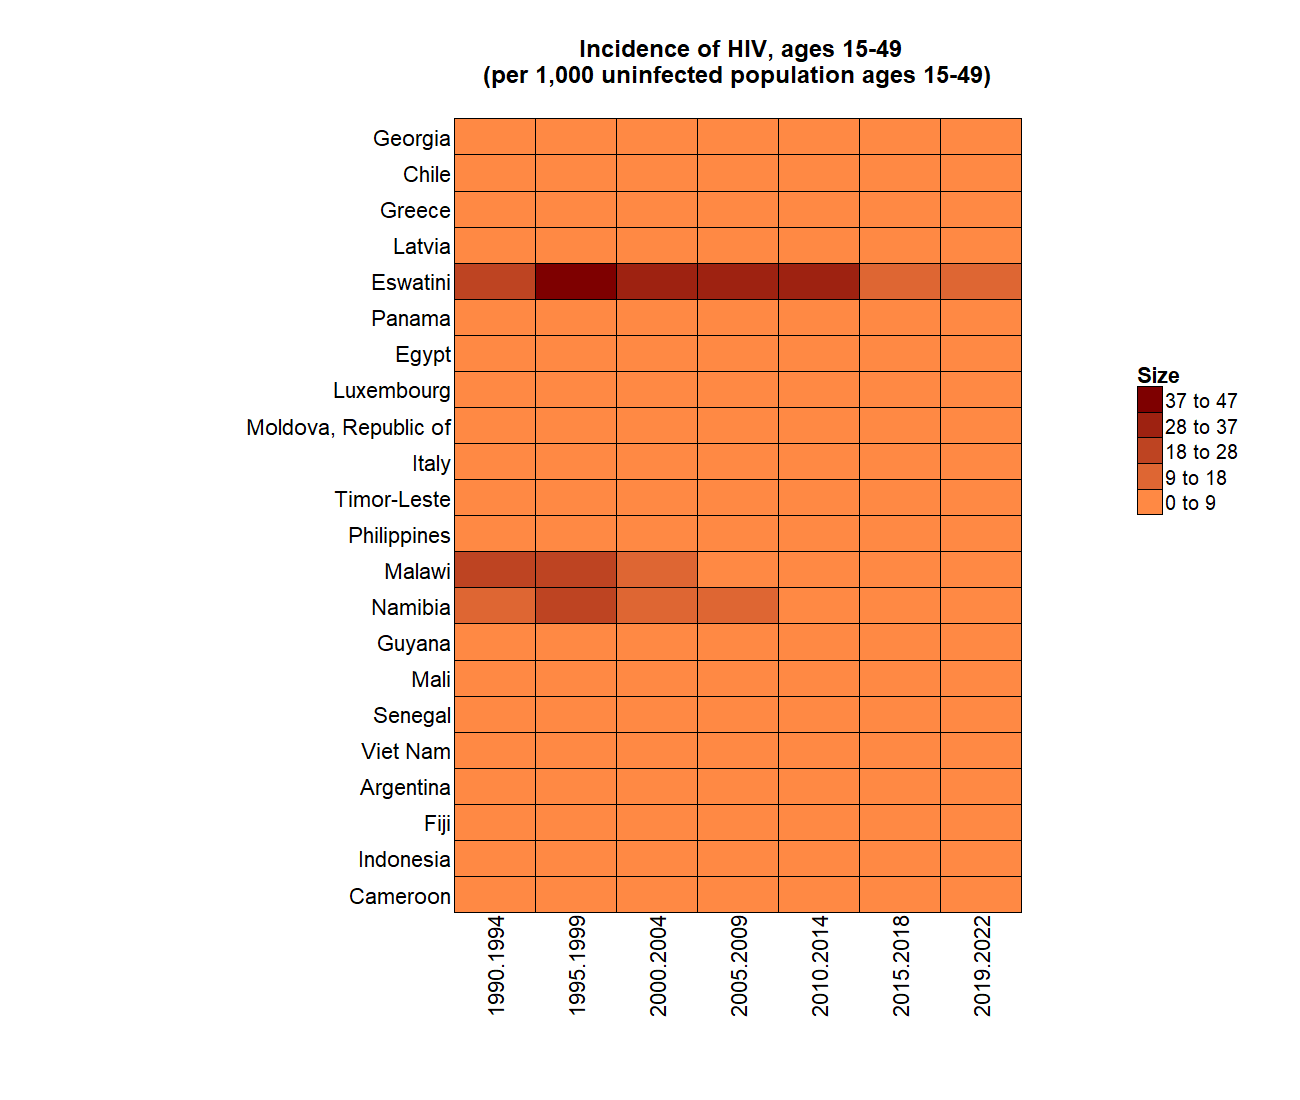 Incidence of HIV, ages 15-49
(per 1,000 uninfected population ages 15-49)
Georgia
Chile
Greece
Latvia
Eswatini
Panama
Egypt
Luxembourg
Moldova, Republic of
Italy
Timor-Leste
Philippines
Malawi
Namibia
Guyana
Mali
Senegal
Viet Nam
Argentina
Fiji
Indonesia
Cameroon
1990.1994
1995.1999
2000.2004
2005.2009
2010.2014
2015.2018
2019.2022
Size
37 to 47
28 to 37
18 to 28
9 to 18
0 to 9